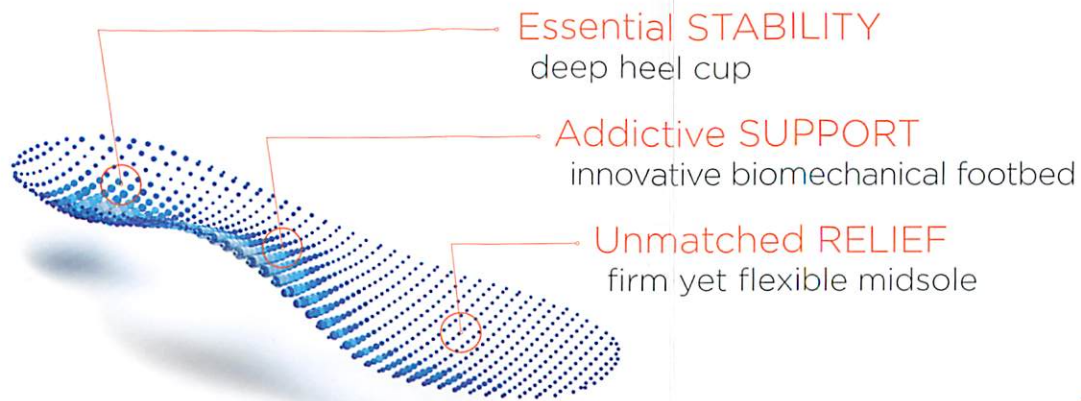 Essential STABILITY
deep heel cup
Addictive SUPPORT
innovative biomechanical footbed
Unmatched RELIEF
firm yet flexible midsole